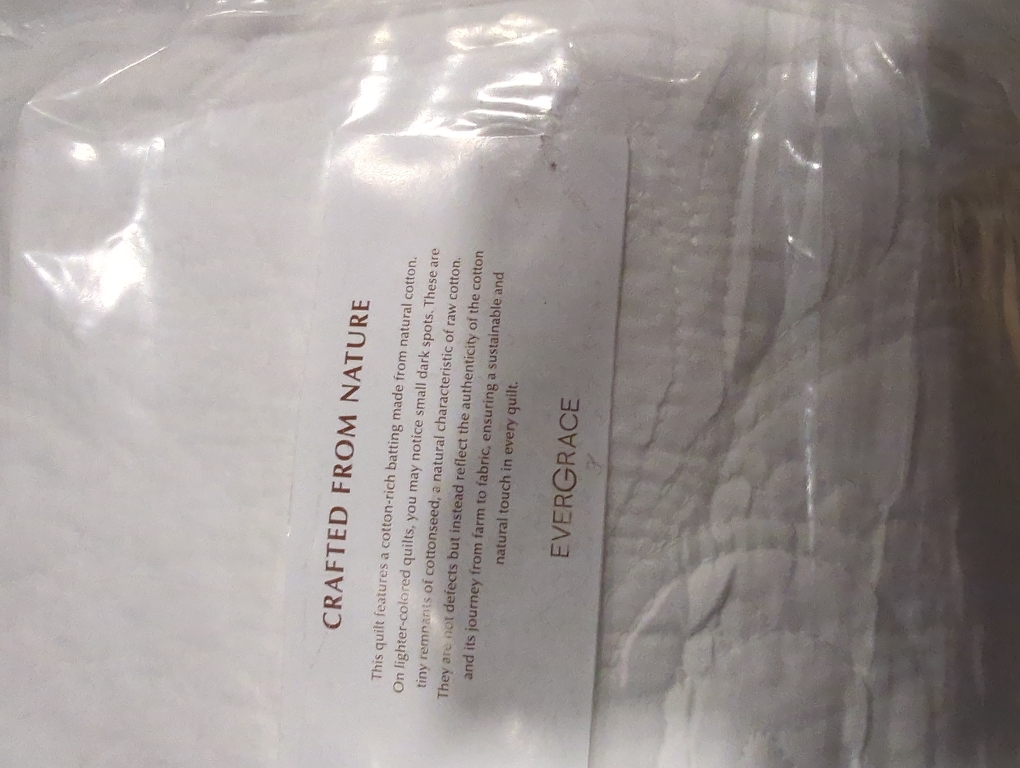 CRAFTED FROM NATURE
This quilt features a cotton-rich batting made from natural cotton.
On lighter-colored quilts, you may notice small dark spots. These are
tiny remnants of cottonseed, a natural characteristic of raw cotton.
They are not defects but instead reflect the authenticity of the cotton
and its journey from farm to fabric, ensuring a sustainable and
natural touch in every quilt.
EVERGRACE